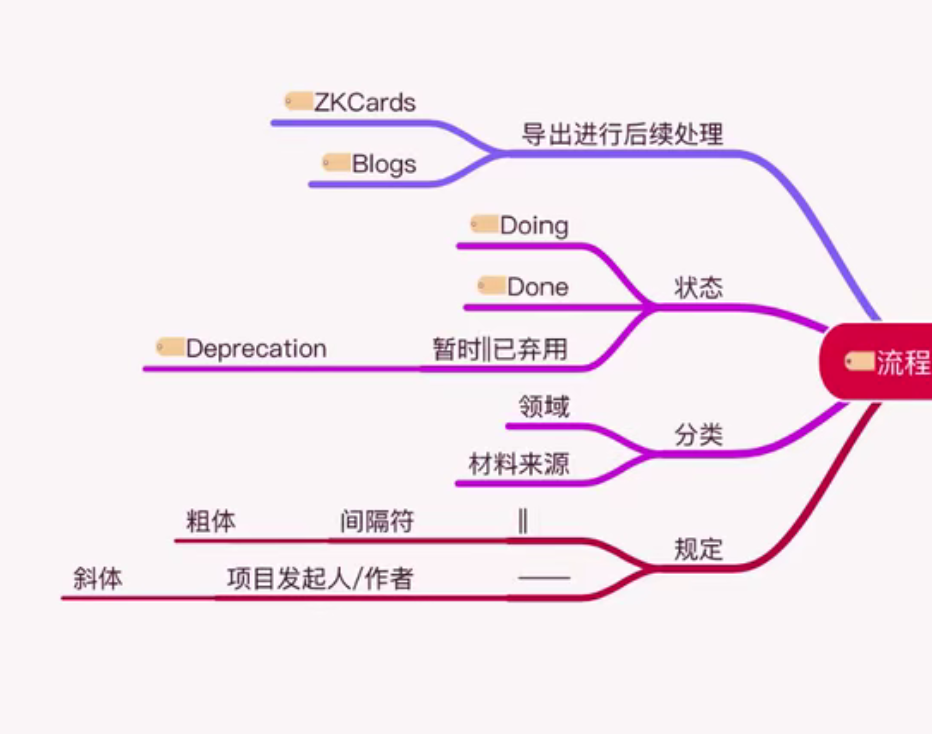 ZKCards
导出进行后续处理
Blogs
Doing
Done
状态
Deprecation
暂时||已弃用
流程
领域
分类
材料来源
粗体
间隔符
||
规定
斜体
项目发起人/作者
——